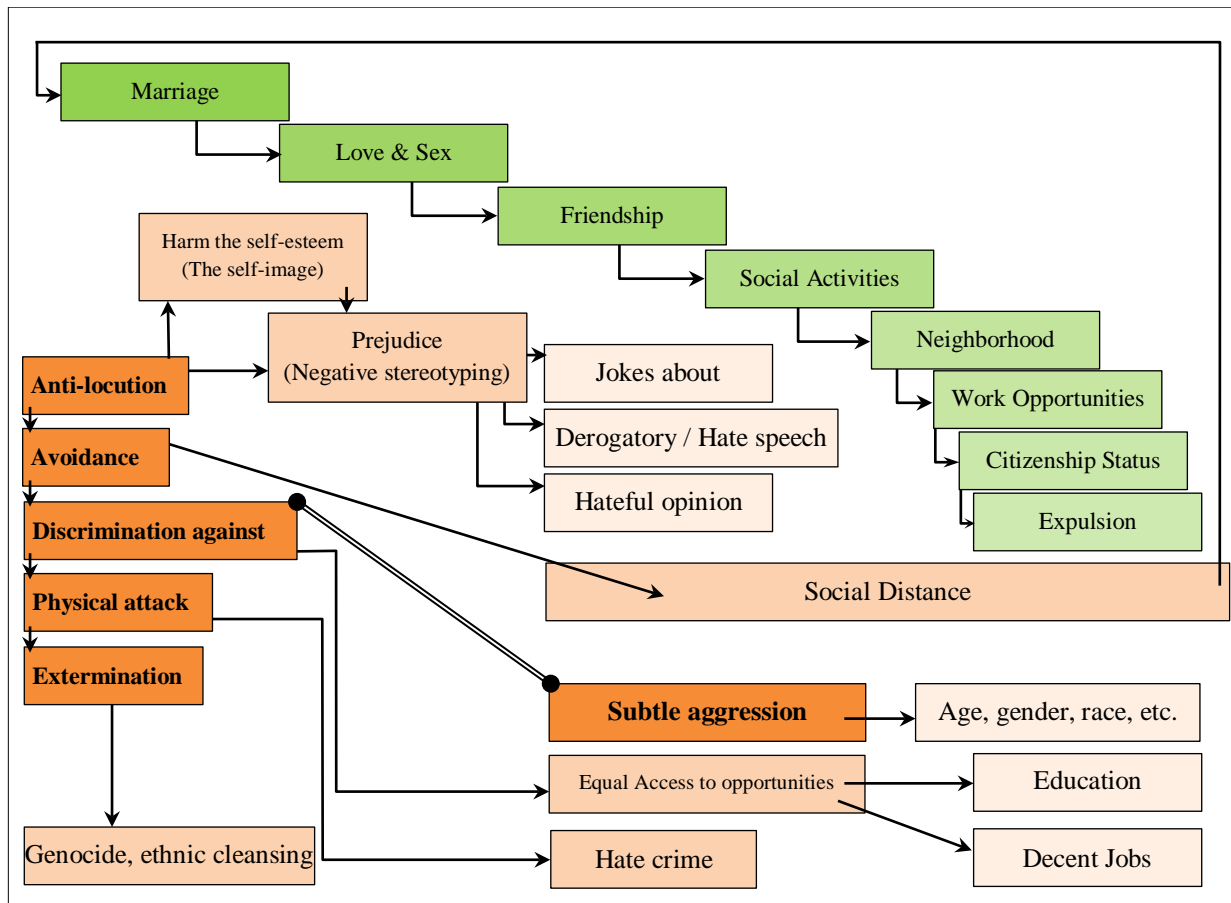 Marriage
Love & Sex
Friendship
Social Activities
Neighborhood
Work Opportunities
Citizenship Status
Expulsion
Harm the self-esteem
(The self-image)
Prejudice
(Negative stereotyping)
Jokes about
Derogatory / Hate speech
Hateful opinion
Anti-locution
Avoidance
Discrimination against
Physical attack
Extermination
Social Distance
Subtle aggression
Age, gender, race, etc.
Equal Access to opportunities
Education
Decent Jobs
Hate crime
Genocide, ethnic cleansing